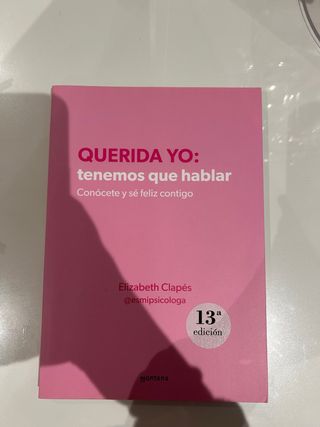 QUERIDA YO:
tenemos que hablar
Conócete y sé feliz contigo
Elizabeth Clapés
@esmipsicologa
13ª
edición
MONTENA